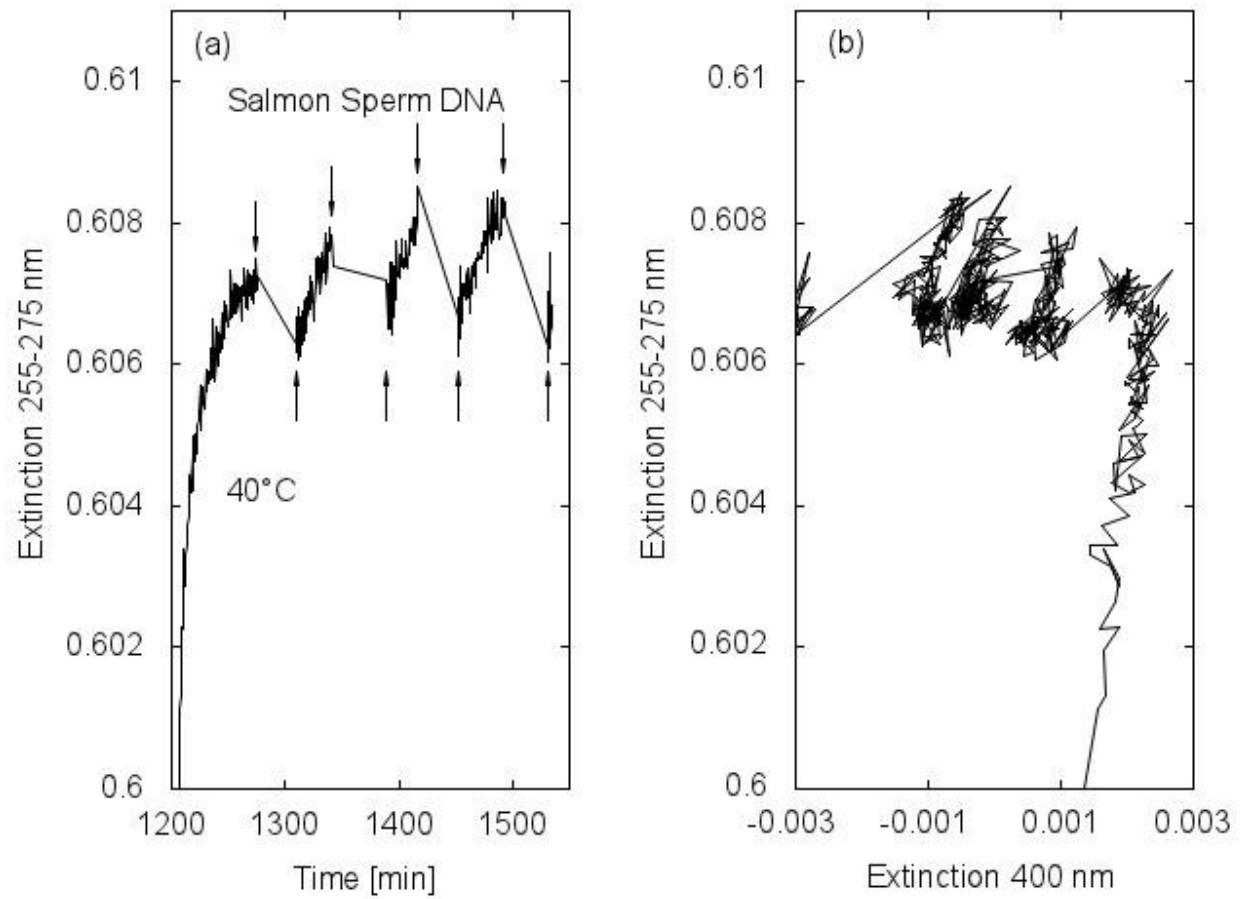 (a)
Salmon Sperm DNA
40°C
Extinction 255-275 nm
0.61
0.608
0.606
0.604
0.602
0.6
1200 1300 1400 1500
Time [min]
(b)
Extinction 255-275 nm
0.61
0.608
0.606
0.604
0.602
0.6
-0.003 -0.001 0.001 0.003
Extinction 400 nm